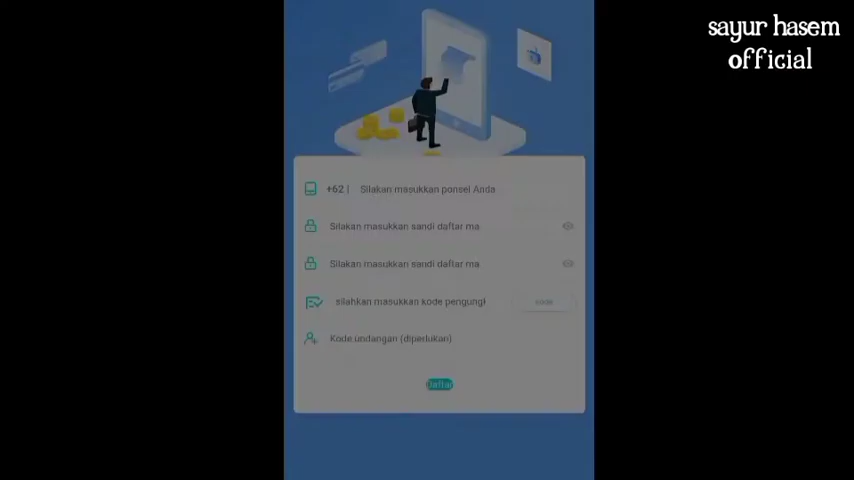 sayur hasem
official
+62 | Silakan masukkan ponsel Anda
Silakan masukkan sandi daftar ma
Silakan masukkan sandi daftar ma
silahkan masukkan kode pengungl
Kode undangan (diperlukan)
daftar